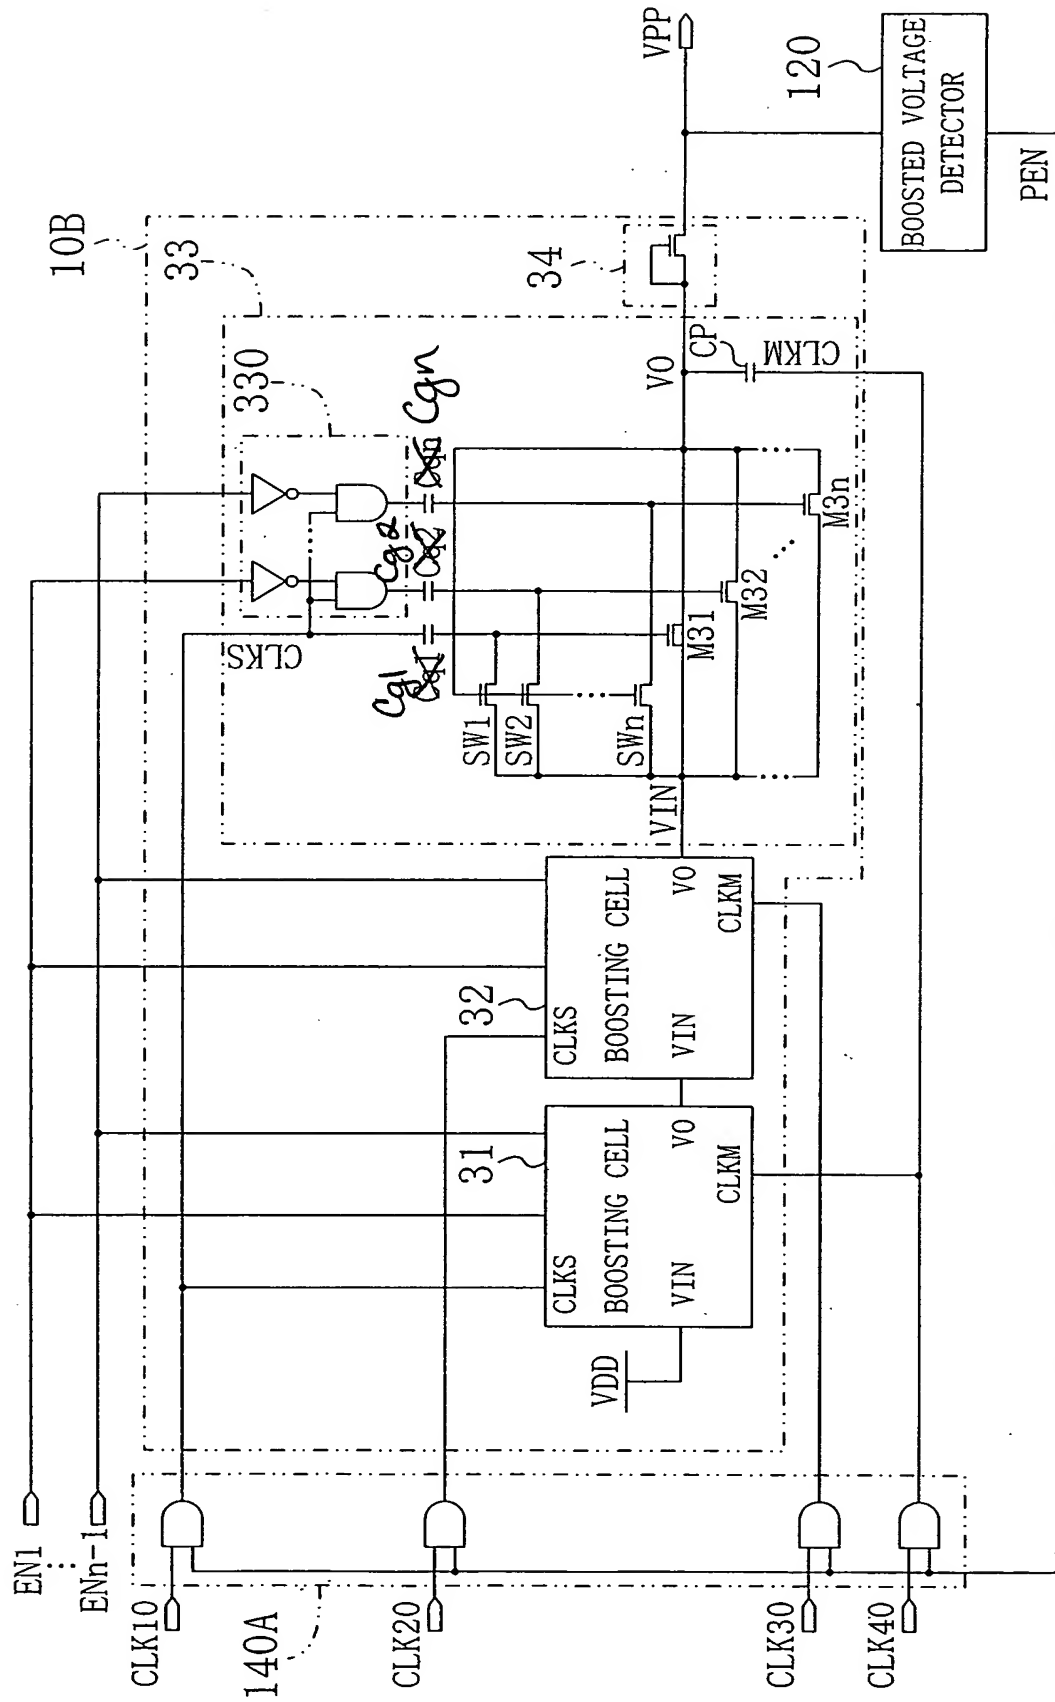 EN1
ENn-1
CLK10
140A
CLK20
CLK30
CLK40
10B
33
330
CLKS
Cg1
Cg2
Cgn
SW1
SW2
SWn
M31
M32
M3n
VIN
VO
CP
CLKM
34
VPP
120
BOOSTED VOLTAGE
DETECTOR
PEN
VDD
31
CLKS
BOOSTING CELL
VIN
VO
CLKM
32
CLKS
BOOSTING CELL
VIN
VO
CLKM